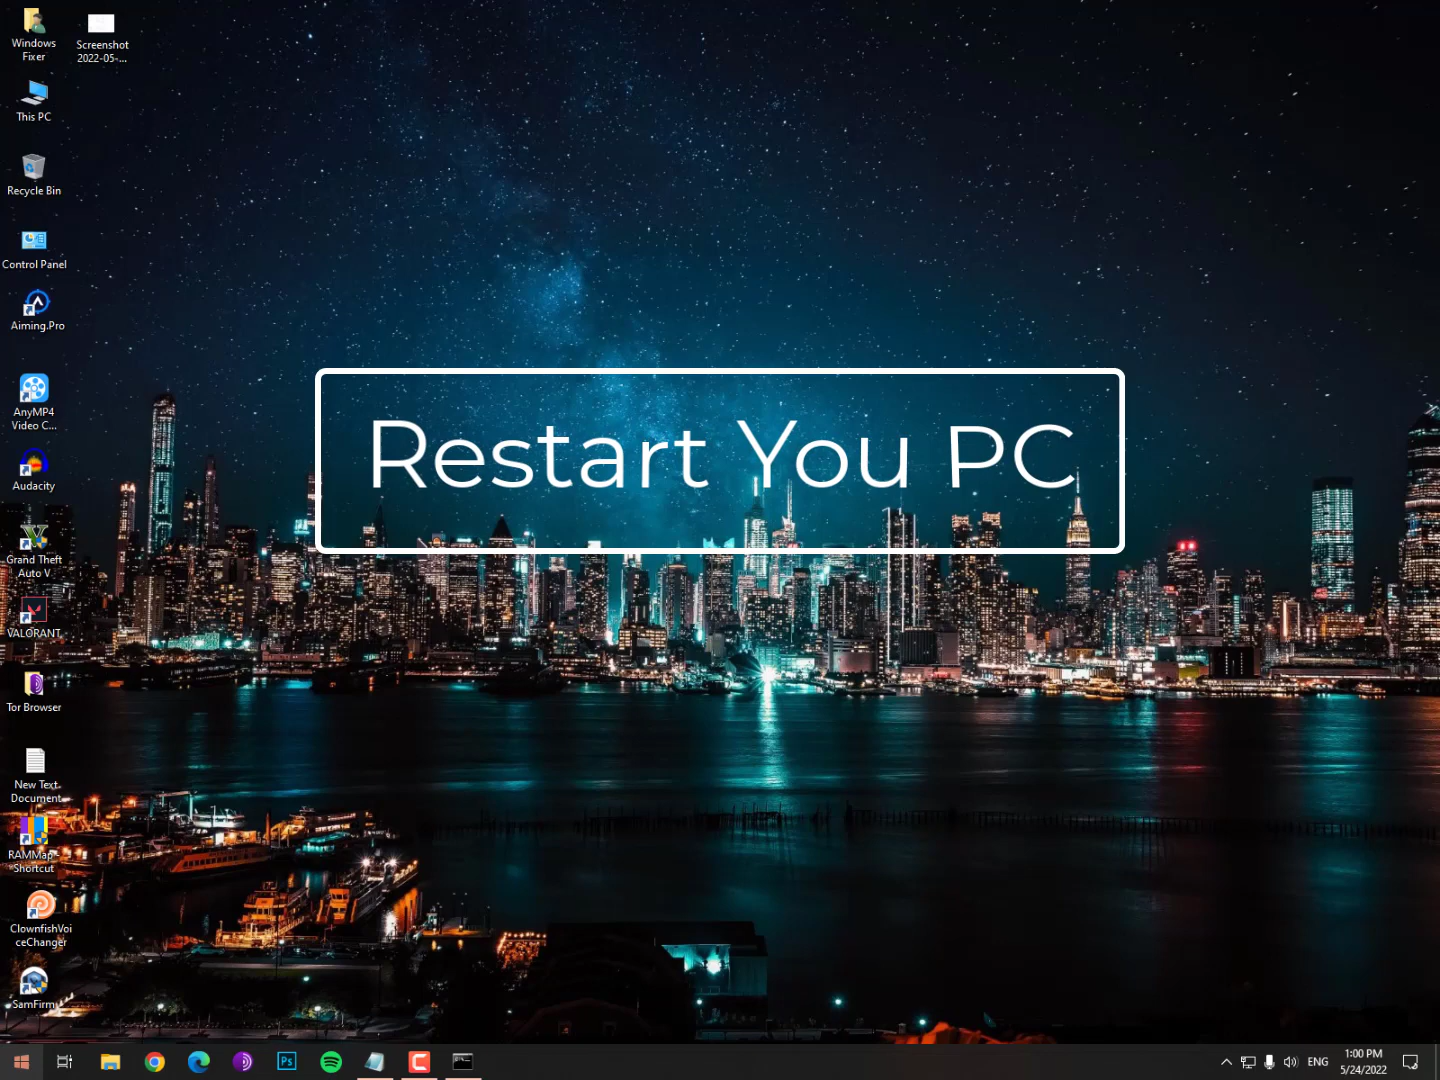 Windows
Fixer
Screenshot
2022-05-...
This PC
Recycle Bin
Control Panel
Aiming.Pro
AnyMP4
Video C...
Audacity
Grand Theft
Auto V
VALORANT
Tor Browser
New Text
Document
RAMMap -
Shortcut
ClownfishVoi
ceChanger
SamFirm
Restart You PC
Ps
ENG
1:00 PM
5/24/2022